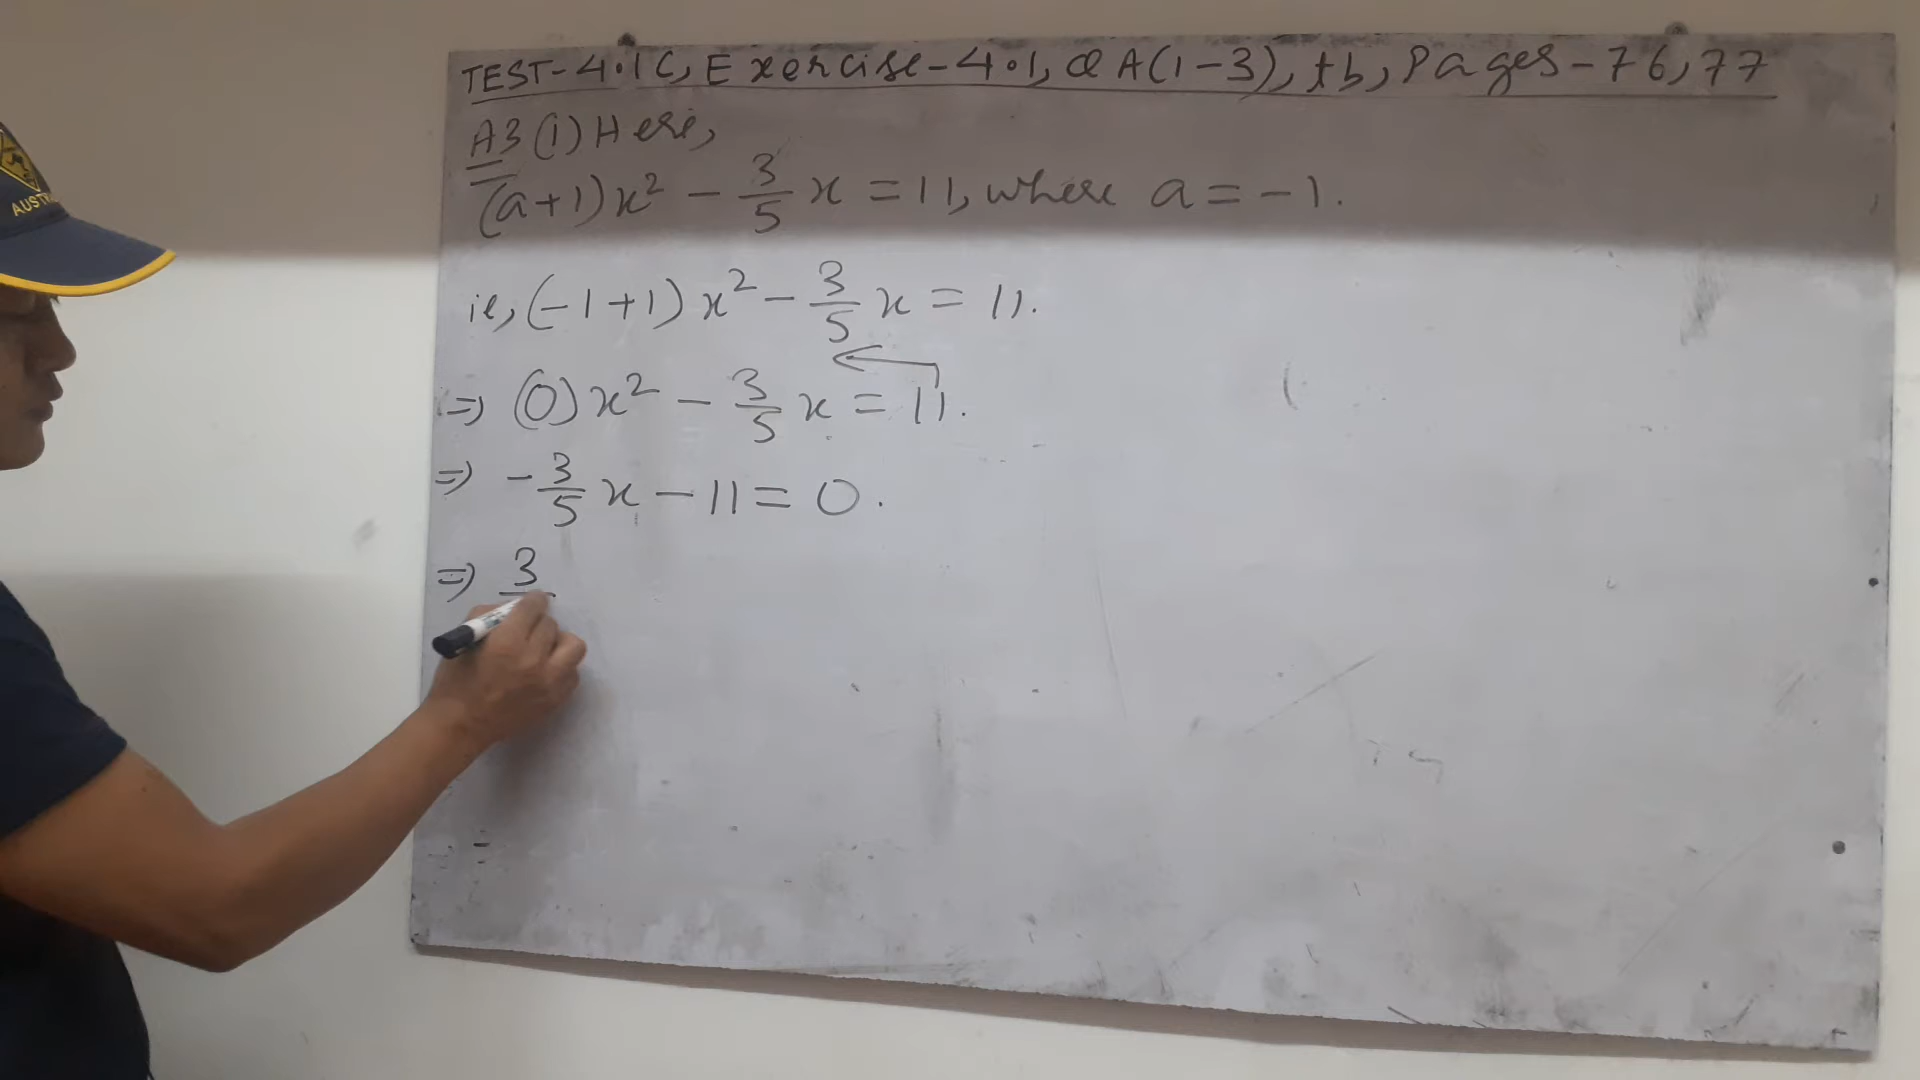 TEST-4.1C, Exercise-4.1, Q A(1-3), tb, Pages-76,77
A3 (1) Here,
(a+1)x² - 3/5 x = 11, where a = -1.
ie, (-1+1)x² - 3/5 x = 11.
=> (0)x² - 3/5 x = 11.
=> -3/5 x - 11 = 0.
=> 3